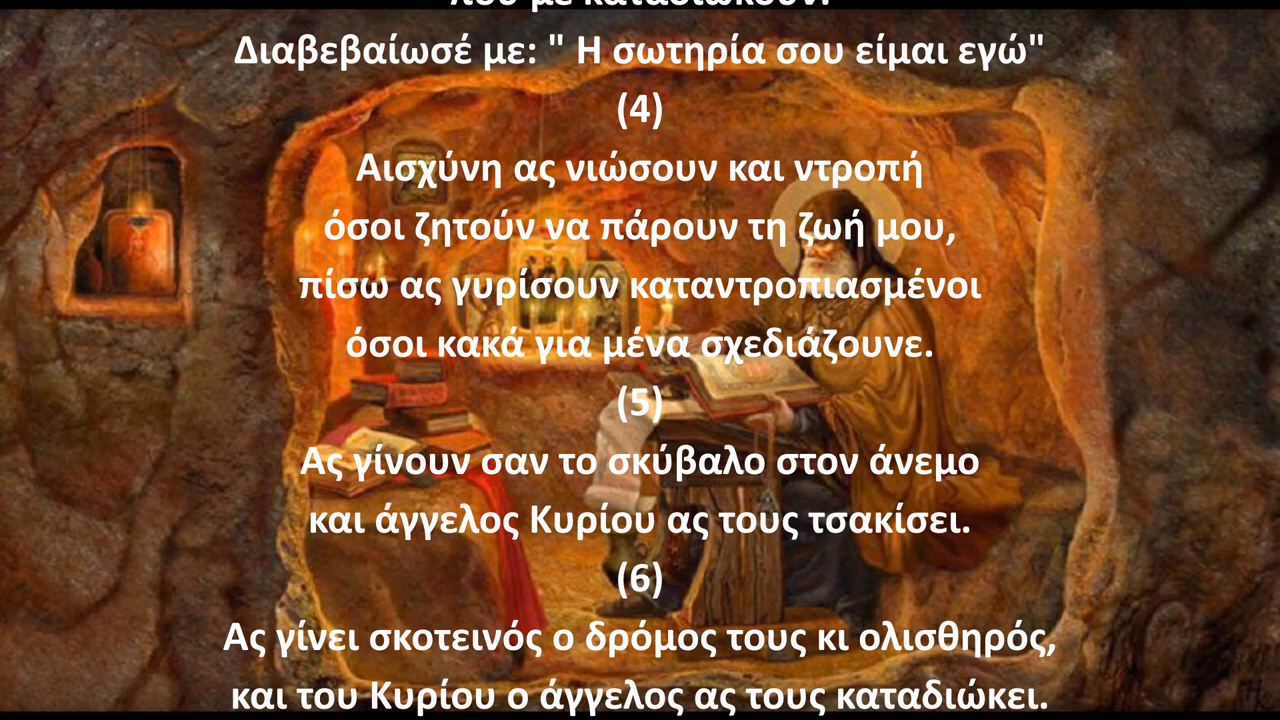 που με καταδιώκουν.
Διαβεβαίωσέ με: " Η σωτηρία σου είμαι εγώ"
(4)
Αισχύνη ας νιώσουν και ντροπή
όσοι ζητούν να πάρουν τη ζωή μου,
πίσω ας γυρίσουν καταντροπιασμένοι
όσοι κακά για μένα σχεδιάζουνε.
(5)
Ας γίνουν σαν το σκύβαλο στον άνεμο
και άγγελος Κυρίου ας τους τσακίσει.
(6)
Ας γίνει σκοτεινός ο δρόμος τους κι ολισθηρός,
και του Κυρίου ο άγγελος ας τους καταδιώκει.